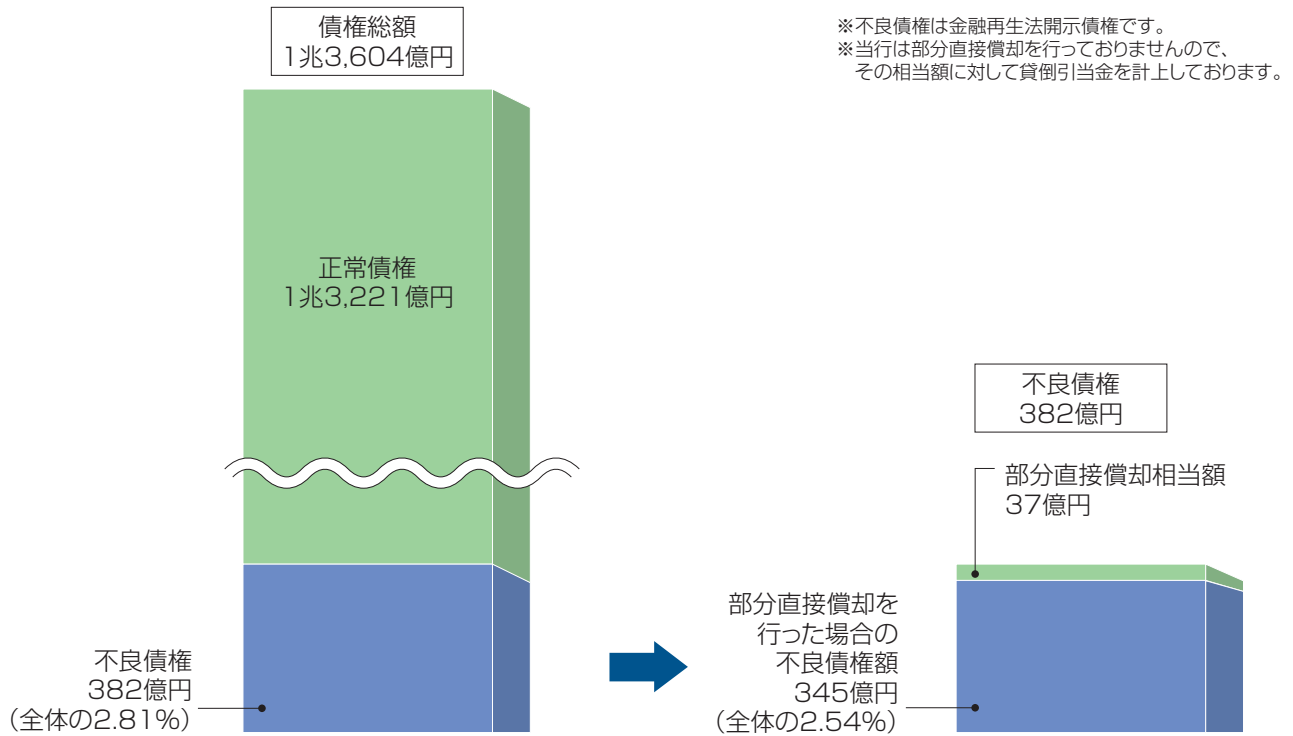 債権総額
1兆3,604億円
※不良債権は金融再生法開示債権です。
※当行は部分直接償却を行っておりませんので、
その相当額に対して貸倒引当金を計上しております。
正常債権
1兆3,221億円
不良債権
382億円
(全体の2.81%)
不良債権
382億円
部分直接償却相当額
37億円
部分直接償却を
行った場合の
不良債権額
345億円
(全体の2.54%)